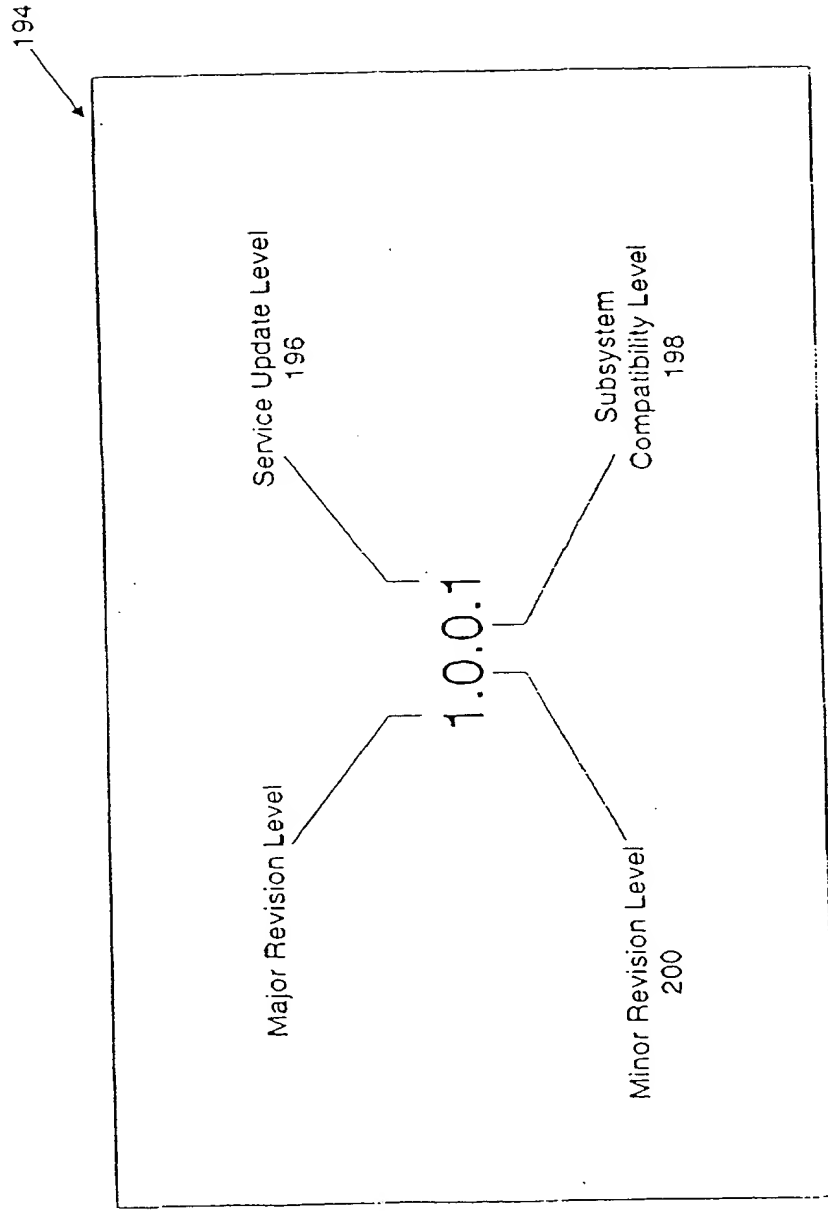 194
Major Revision Level
Service Update Level
196
1.0.0.1
Minor Revision Level
200
Subsystem
Compatibility Level
198